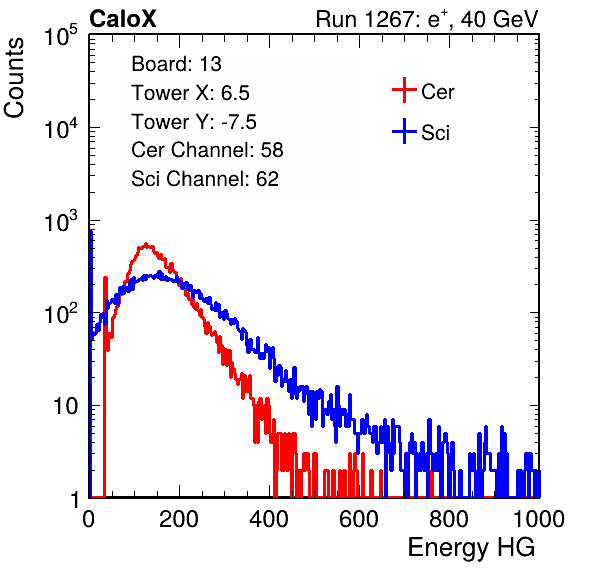 CaloX Run 1267: e⁺, 40 GeV
Counts
Board: 13
Tower X: 6.5
Tower Y: -7.5
Cer Channel: 58
Sci Channel: 62
Cer
Sci
10⁵
10⁴
10³
10²
10
1
0 200 400 600 800 1000
Energy HG